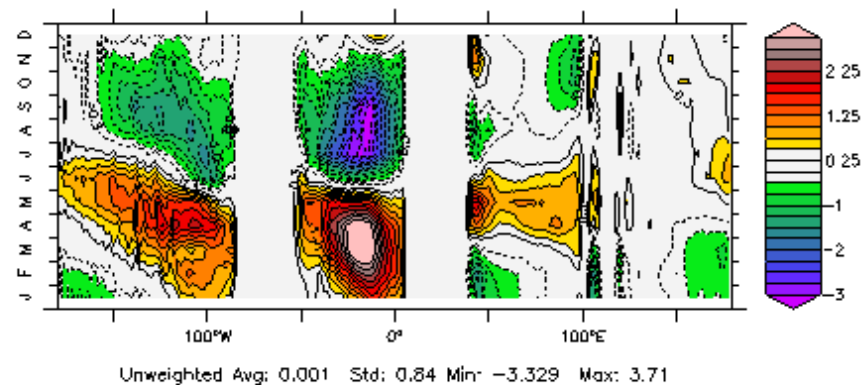 D
N
O
S
A
J
J
M
A
M
F
J
2.25
1.25
0.25
-1
-2
-3
100°W 0° 100°E
Unweighted Avg: 0.001 Std: 0.84 Min: -3.329 Max: 3.71